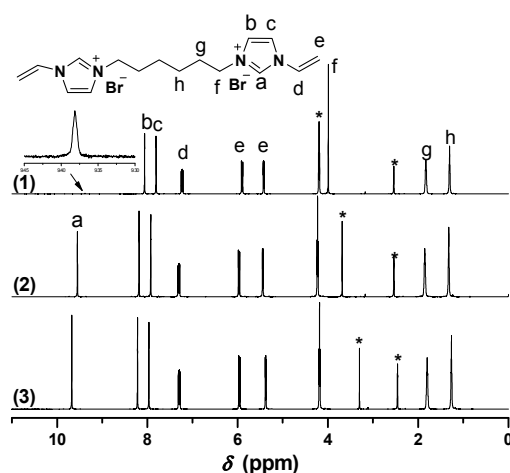 b c e
g
N + N N + N
h Br⁻ Br⁻ a d
f
f
*
b c
d e e * g h
9.45 9.40 9.35 9.30
(1)
a
* *
(2)
* *
(3)
10 8 6 4 2 0
δ (ppm)